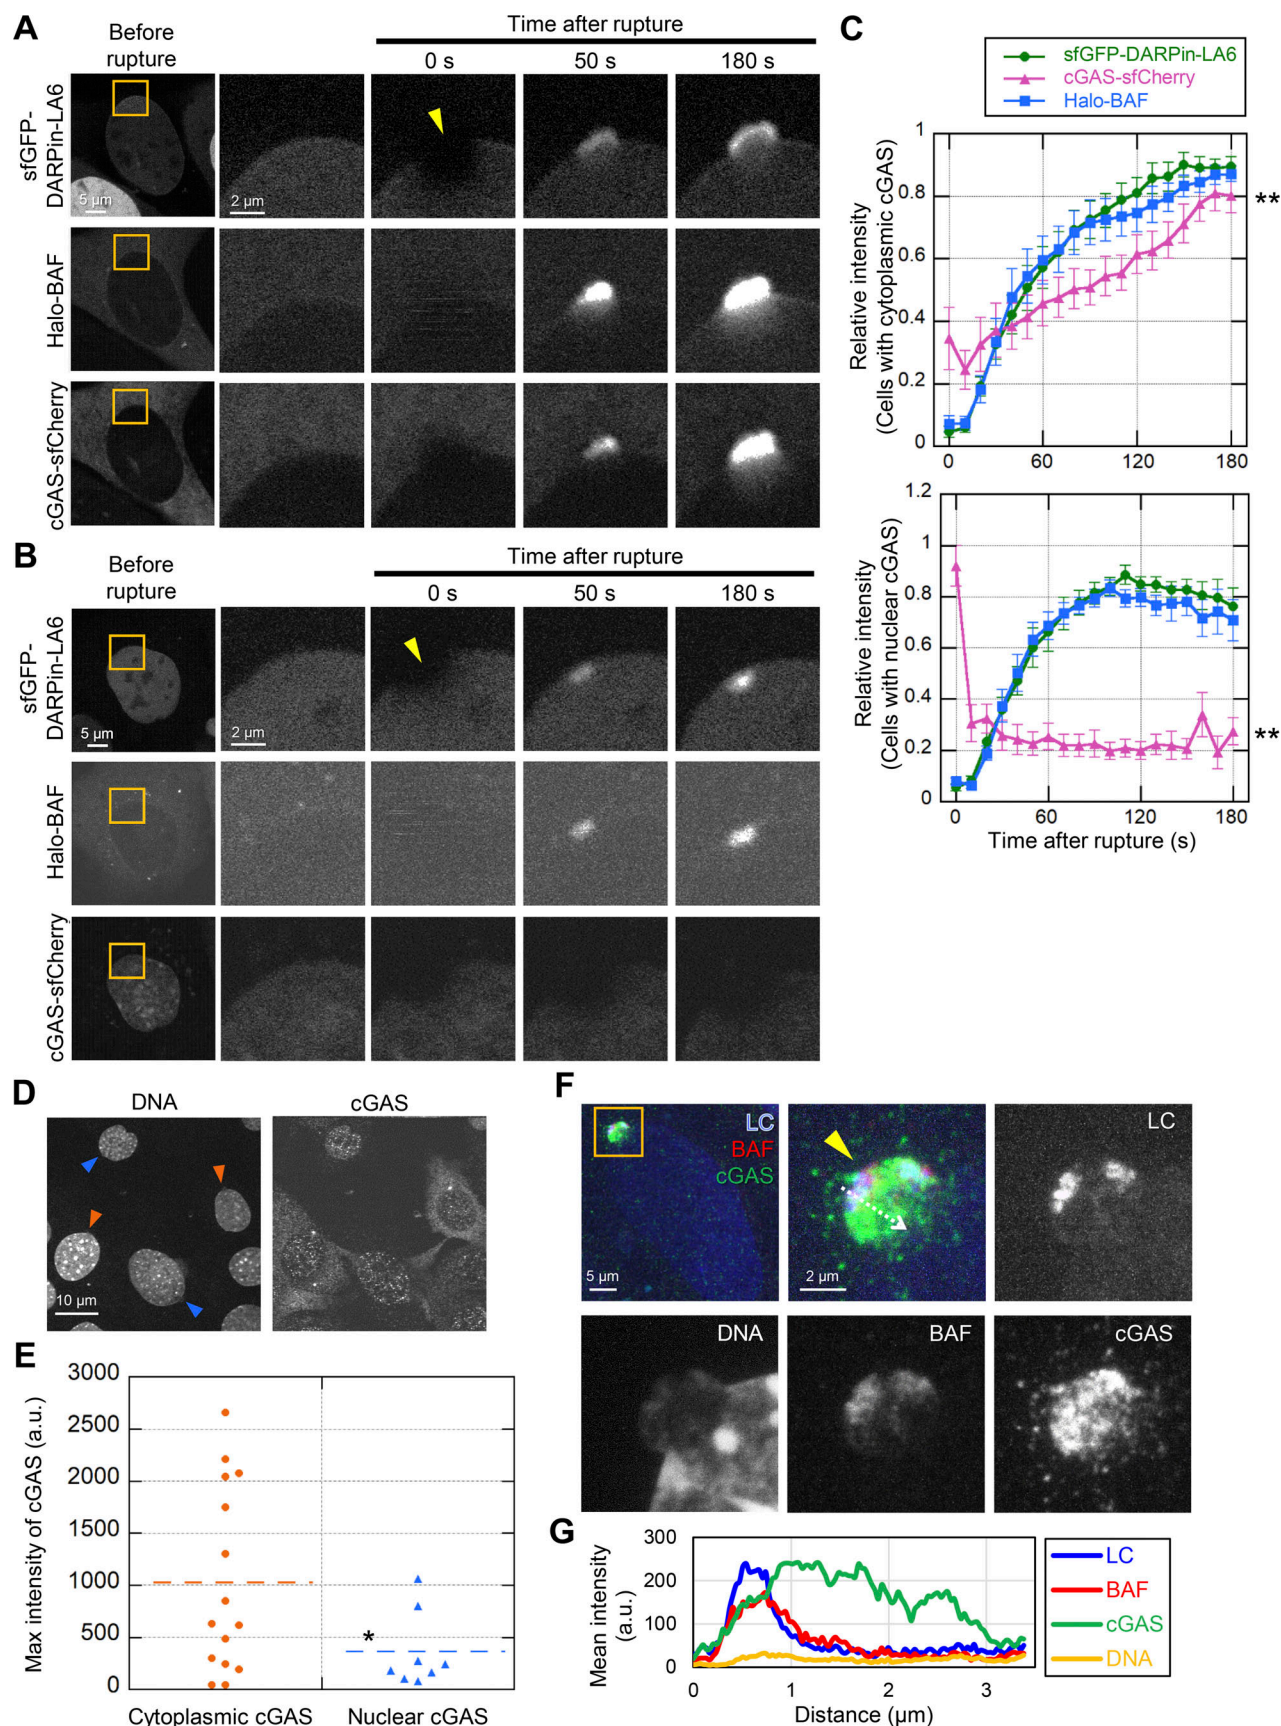 A
Before
rupture
Time after rupture
0 s
50 s
180 s
sfGFP-
DARPin-LA6
5 µm
2 µm
Halo-BAF
cGAS-sfCherry
B
Before
rupture
Time after rupture
0 s
50 s
180 s
sfGFP-
DARPin-LA6
5 µm
2 µm
Halo-BAF
cGAS-sfCherry
C
sfGFP-DARPin-LA6
cGAS-sfCherry
Halo-BAF
Relative intensity
(Cells with cytoplasmic cGAS)
1
0.8
0.6
0.4
0.2
0
**
0
60
120
180
Relative intensity
(Cells with nuclear cGAS)
1.2
1
0.8
0.6
0.4
0.2
0
**
0
60
120
180
Time after rupture (s)
D
DNA
cGAS
10 µm
E
Max intensity of cGAS (a.u.)
3000
2500
2000
1500
1000
500
0
*
Cytoplasmic cGAS
Nuclear cGAS
F
LC
BAF
cGAS
5 µm
2 µm
LC
DNA
BAF
cGAS
G
Mean intensity
(a.u.)
300
200
100
0
0
1
2
3
Distance (µm)
LC
BAF
cGAS
DNA